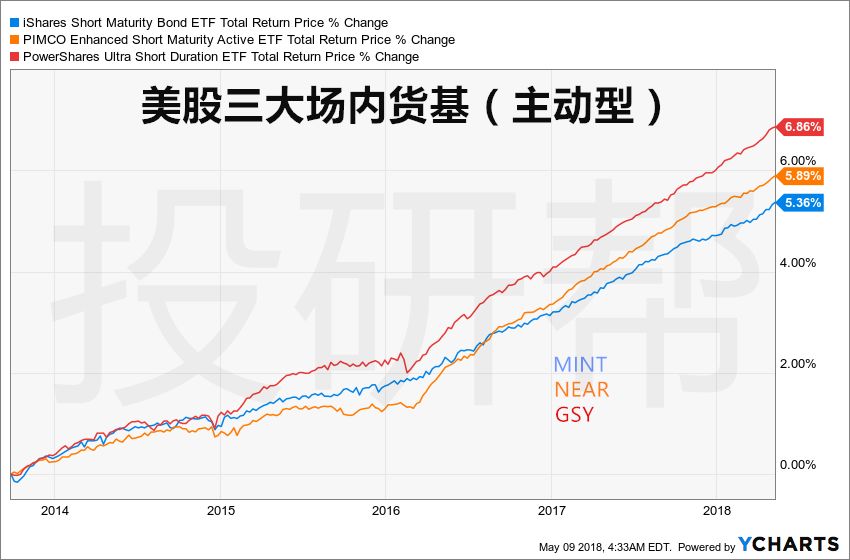 iShares Short Maturity Bond ETF Total Return Price % Change
PIMCO Enhanced Short Maturity Active ETF Total Return Price % Change
PowerShares Ultra Short Duration ETF Total Return Price % Change
美股三大场内货基（主动型）
投研帮
6.86%
6.00%
5.89%
5.36%
4.00%
2.00%
0.00%
MINT
NEAR
GSY
2014 2015 2016 2017 2018
May 09 2018, 4:33AM EDT. Powered by YCHARTS